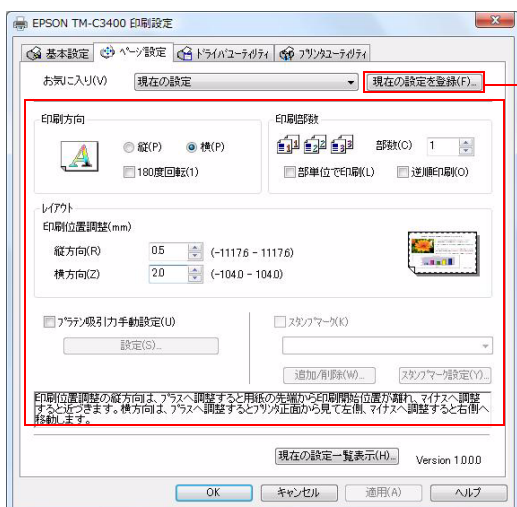 EPSON TM-C3400 印刷設定
基本設定 ページ設定 ドライバユーティリティ プリンタユーティリティ
お気に入り(V) 現在の設定 現在の設定を登録(F)...
印刷方向 印刷部数
縦(P) 横(P) 部数(C) 1
180度回転(1) 部単位で印刷(L) 逆順印刷(O)
レイアウト
印刷位置調整(mm)
縦方向(R) 0.5 (-1117.6 - 1117.6)
横方向(Z) 2.0 (-104.0 - 104.0)
プラテン吸引力手動設定(U) スタンプマーク(K)
設定(S)...
追加/削除(W)... スタンプマーク設定(Y)...
印刷位置調整の縦方向は、プラスへ調整すると用紙の先端から印刷開始位置が離れ、マイナスへ調整
すると近づきます。横方向は、プラスへ調整するとプリンタ正面から見て左側、マイナスへ調整すると右側へ
移動します。
現在の設定一覧表示(H)... Version 1.0.0.0
OK キャンセル 適用(A) ヘルプ